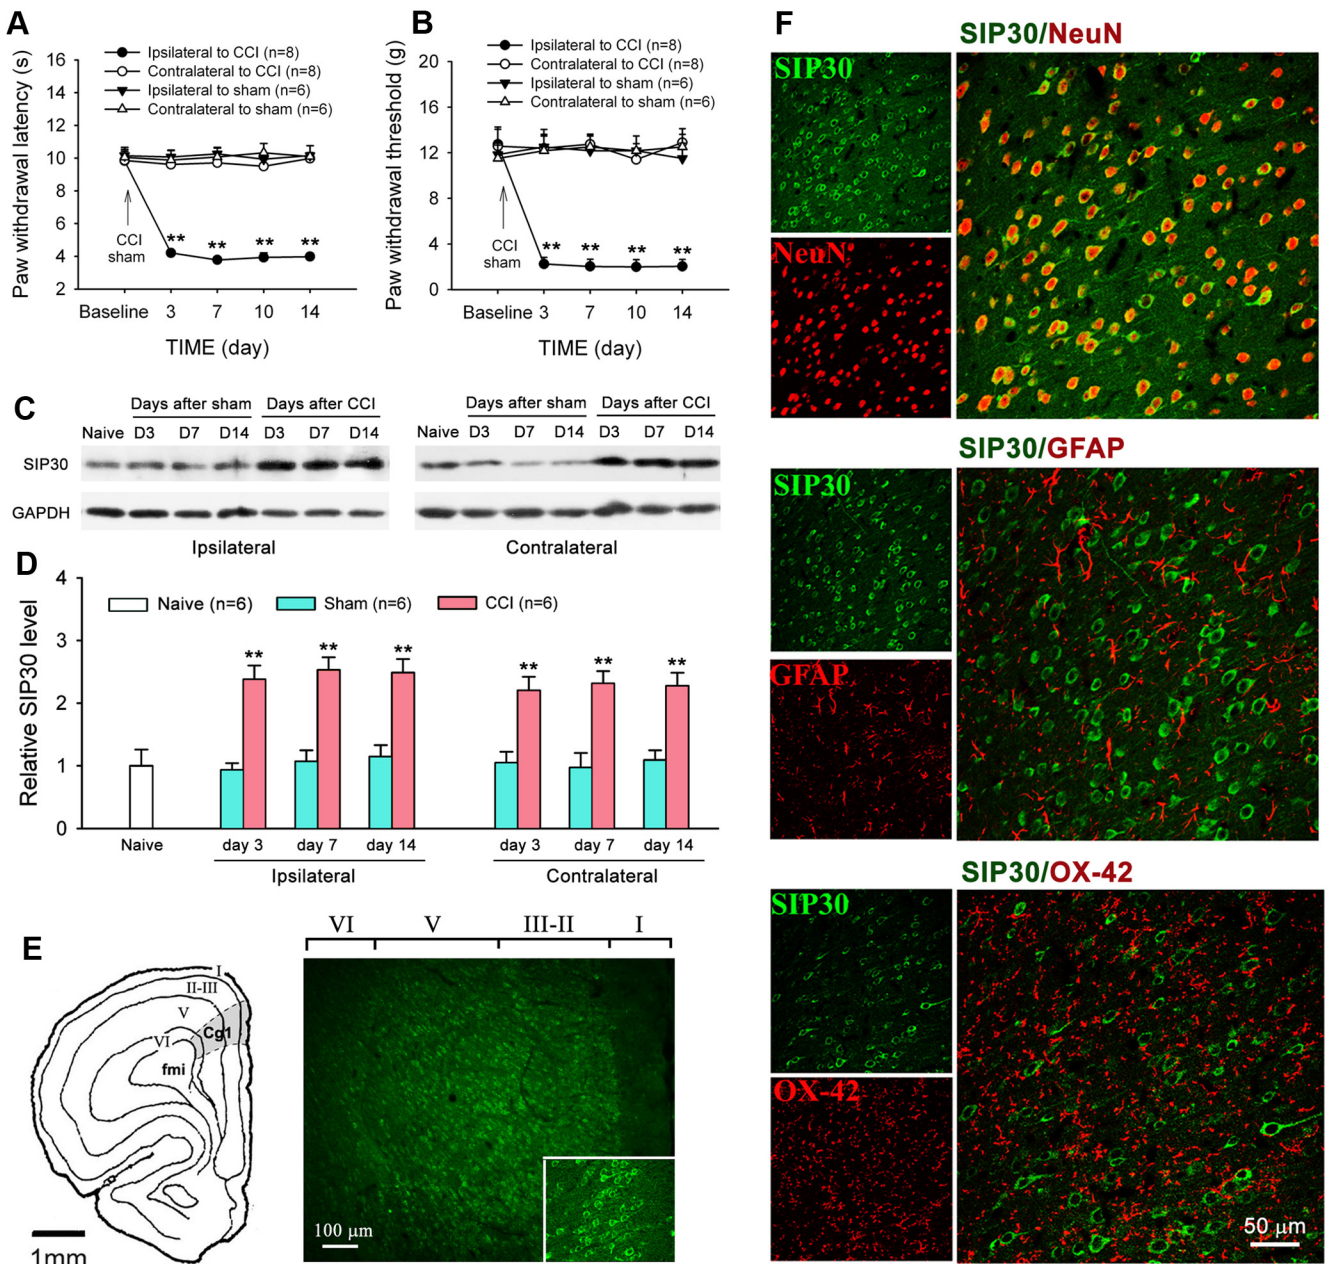 A
Ipsilateral to CCI (n=8)
Contralateral to CCI (n=8)
Ipsilateral to sham (n=6)
Contralateral to sham (n=6)
Paw withdrawal latency (s)
16
14
12
10
8
6
4
2
CCI
sham
**
**
**
**
Baseline 3 7 10 14
TIME (day)
B
Ipsilateral to CCI (n=8)
Contralateral to CCI (n=8)
Ipsilateral to sham (n=6)
Contralateral to sham (n=6)
Paw withdrawal threshold (g)
20
16
12
8
4
0
CCI
sham
**
**
**
**
Baseline 3 7 10 14
TIME (day)
C
Days after sham Days after CCI
Naive D3 D7 D14 D3 D7 D14
Days after sham Days after CCI
Naive D3 D7 D14 D3 D7 D14
SIP30
GAPDH
Ipsilateral
Contralateral
D
Relative SIP30 level
4
3
2
1
0
Naive (n=6) Sham (n=6) CCI (n=6)
** ** ** ** ** **
Naive day 3 day 7 day 14 day 3 day 7 day 14
Ipsilateral Contralateral
E
I
II-III
V
Cg1
VI
fmi
1mm
VI V III-II I
100 μm
F
SIP30/NeuN
SIP30
NeuN
SIP30/GFAP
SIP30
GFAP
SIP30/OX-42
SIP30
OX-42
50 μm